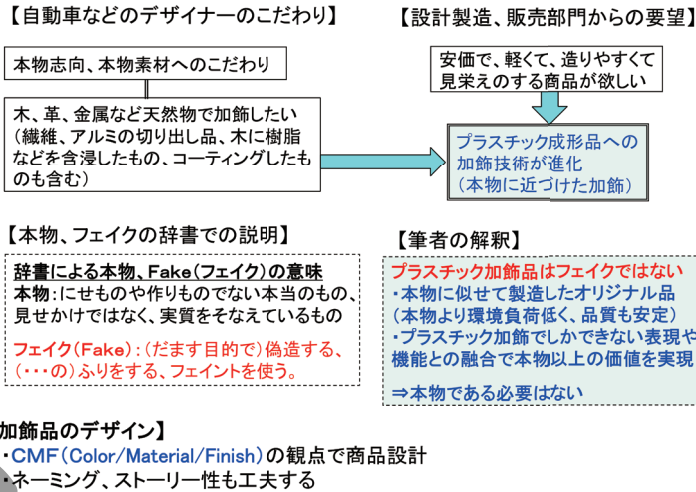 【自動車などのデザイナーのこだわり】
本物志向、本物素材へのこだわり
木、革、金属など天然物で加飾したい
（繊維、アルミの切り出し品、木に樹脂
などを含浸したもの、コーティングしたも
のも含む）
【設計製造、販売部門からの要望】
安価で、軽くて、造りやすくて
見栄えのする商品が欲しい
プラスチック成形品への
加飾技術が進化
（本物に近づけた加飾）
【本物、フェイクの辞書での説明】
辞書による本物、Fake（フェイク）の意味
本物：にせものや作りものでない本当のもの、
見せかけではなく、実質をそなえているもの
フェイク（Fake）：（だます目的で）偽造する、
（・・・の）ふりをする、フェイントを使う。
【筆者の解釈】
プラスチック加飾品はフェイクではない
・本物に似せて製造したオリジナル品
（本物より環境負荷低く、品質も安定）
・プラスチック加飾でしかできない表現や
機能との融合で本物以上の価値を実現
⇒本物である必要はない
加飾品のデザイン】
・CMF（Color/Material/Finish）の観点で商品設計
・ネーミング、ストーリー性も工夫する